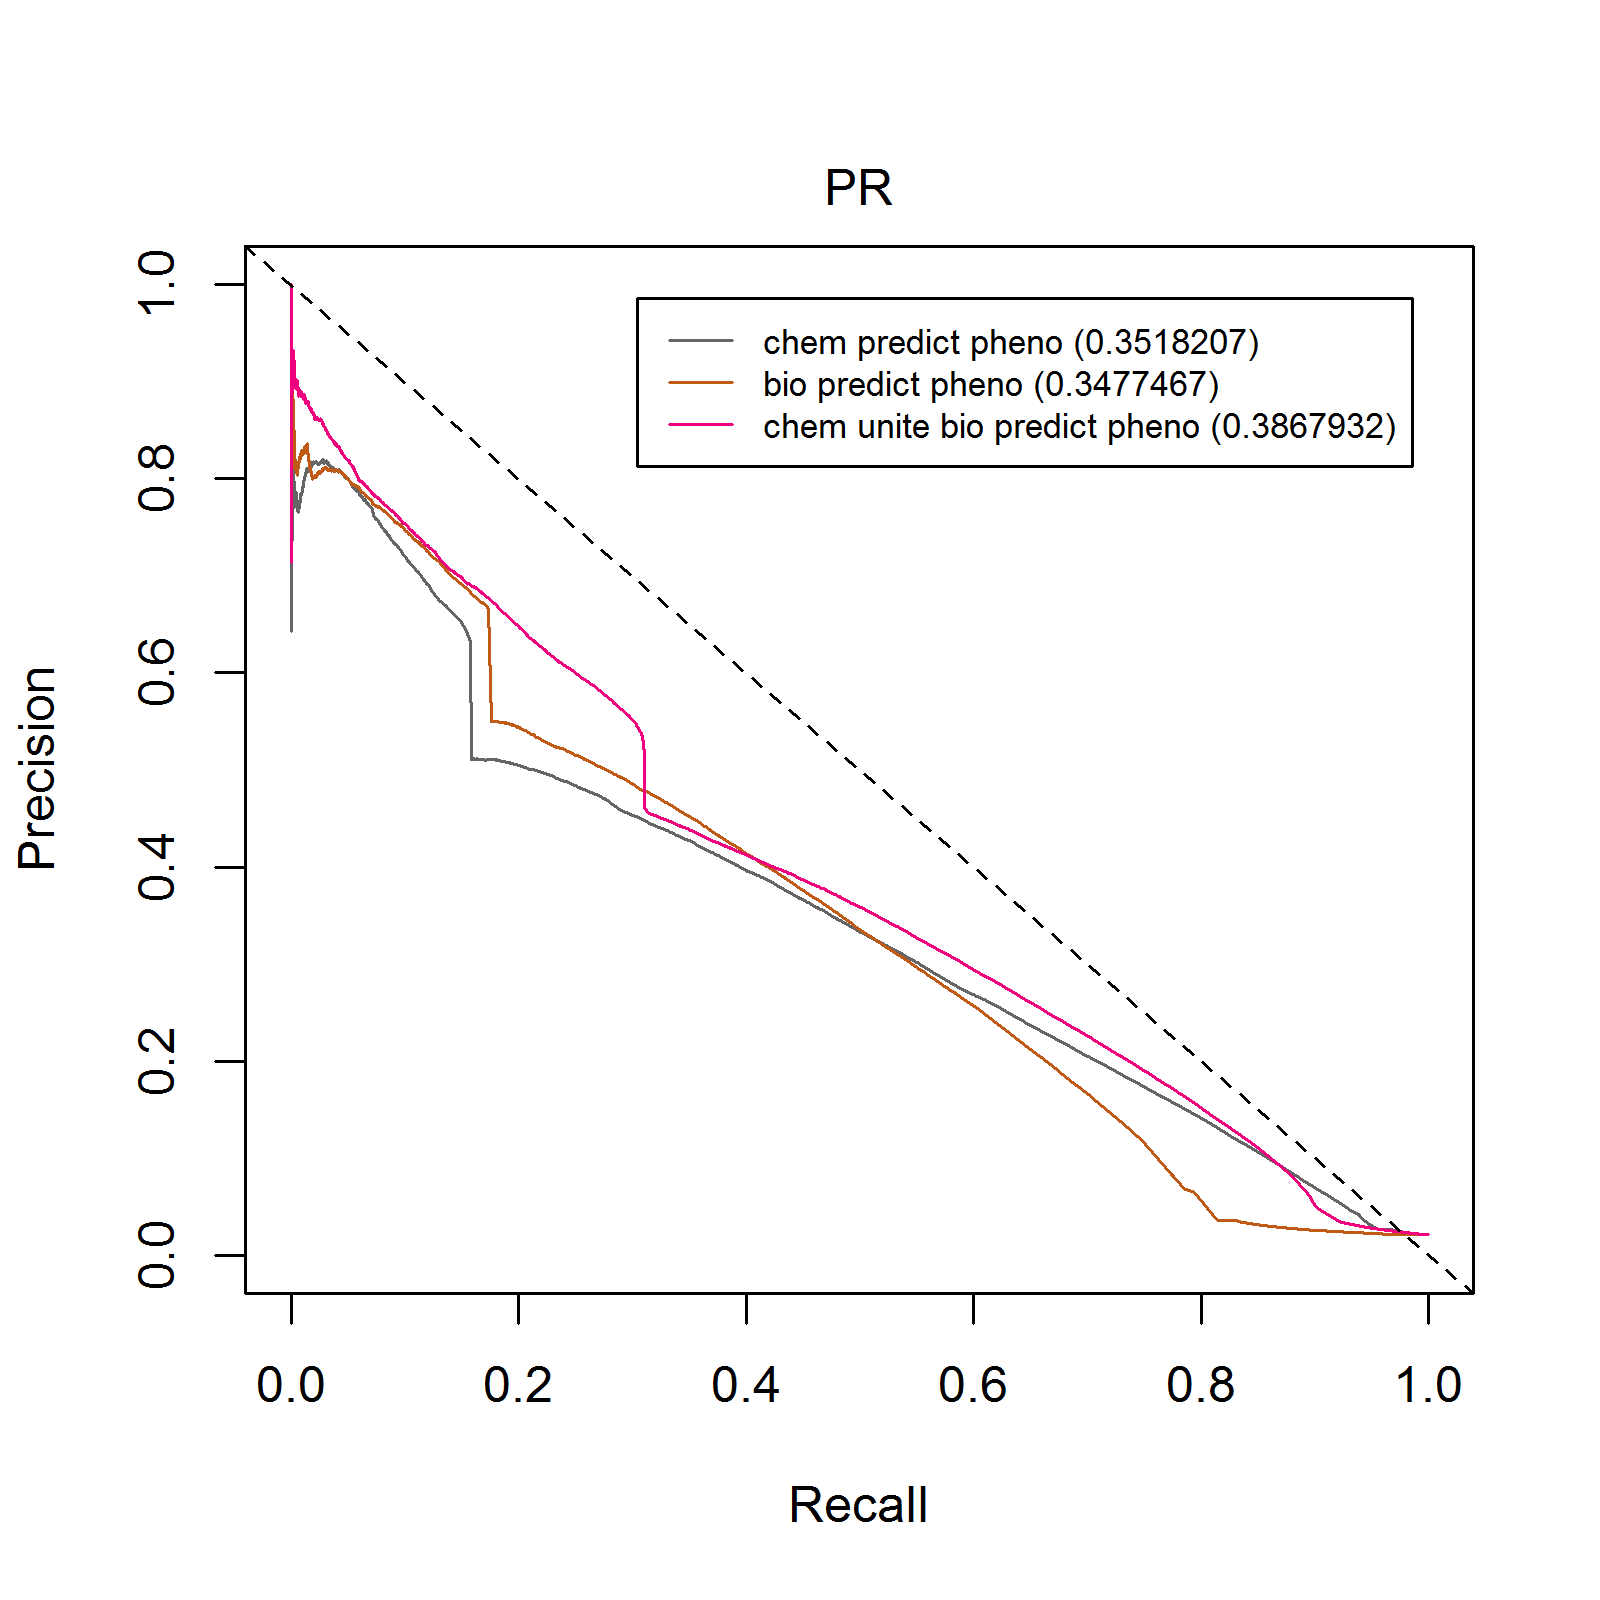 PR
chem predict pheno (0.3518207)
bio predict pheno (0.3477467)
chem unite bio predict pheno (0.3867932)
Precision
1.0
0.8
0.6
0.4
0.2
0.0
0.0 0.2 0.4 0.6 0.8 1.0
Recall